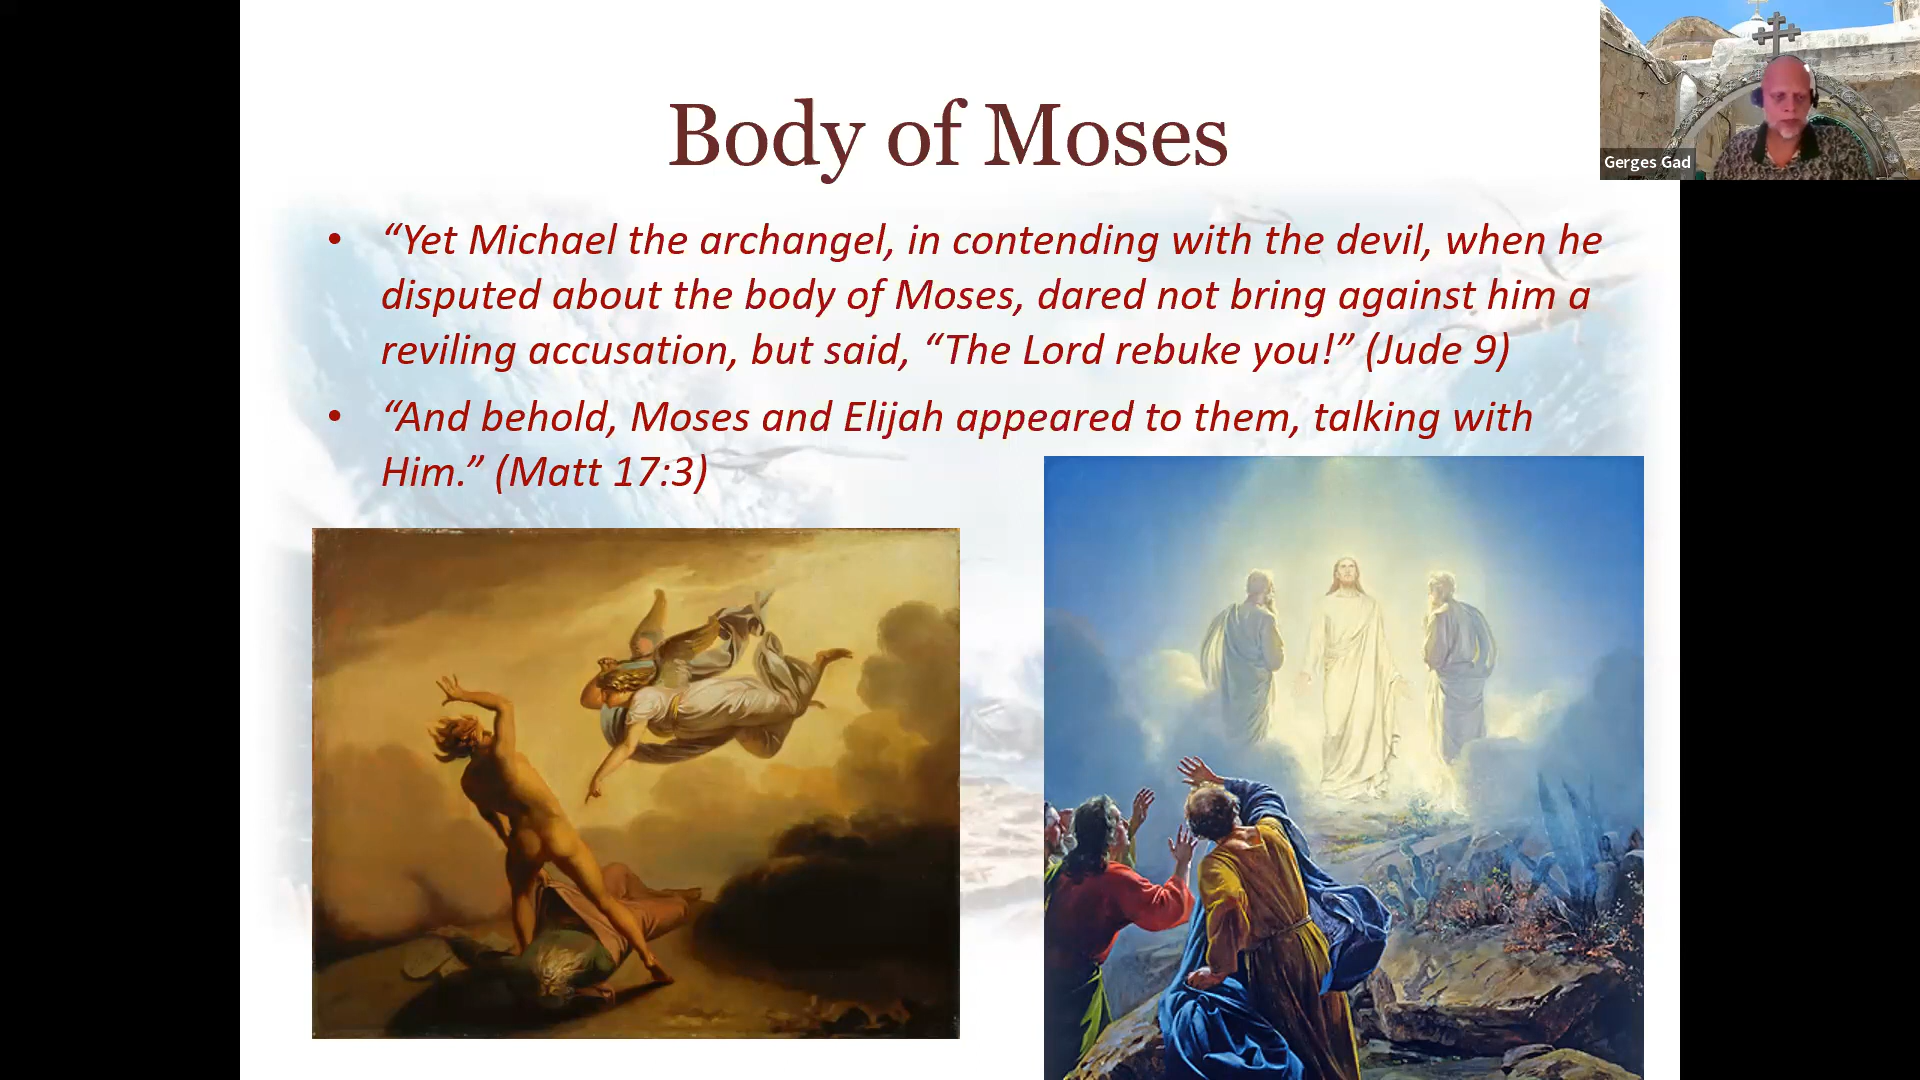 Body of Moses
Gerges Gad
• “Yet Michael the archangel, in contending with the devil, when he
disputed about the body of Moses, dared not bring against him a
reviling accusation, but said, “The Lord rebuke you!” (Jude 9)
• “And behold, Moses and Elijah appeared to them, talking with
Him.” (Matt 17:3)